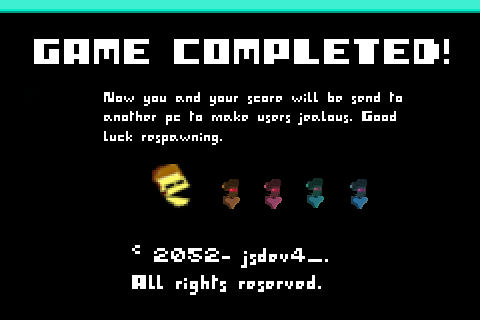 GAME COMPLETED!
Now you and your score will be send to
another pc to make users jealous. Good
luck respawning.
© 2052- jsdev4_.
All rights reserved.